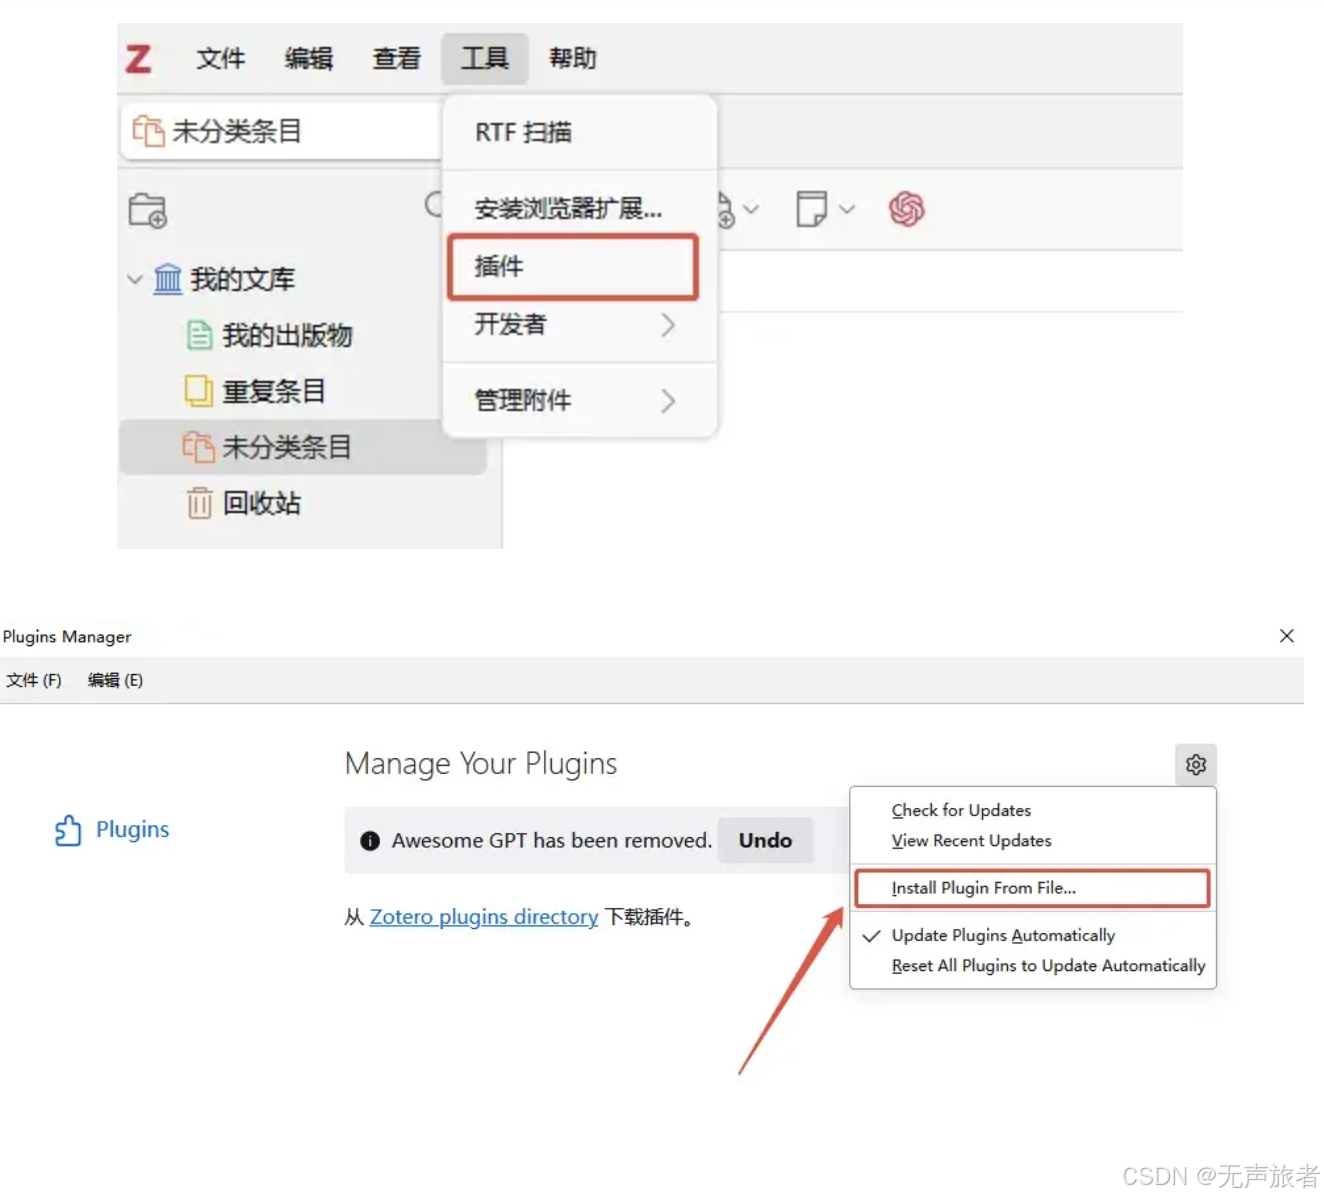 Z 文件 编辑 查看 工具 帮助
未分类条目
RTF 扫描
安装浏览器扩展...
插件
开发者
管理附件
我的文库
我的出版物
重复条目
未分类条目
回收站
Plugins Manager
文件 (F) 编辑 (E)
Manage Your Plugins
Plugins
Awesome GPT has been removed. Undo
从 Zotero plugins directory 下载插件。
Check for Updates
View Recent Updates
Install Plugin From File...
Update Plugins Automatically
Reset All Plugins to Update Automatically
CSDN @无声旅者